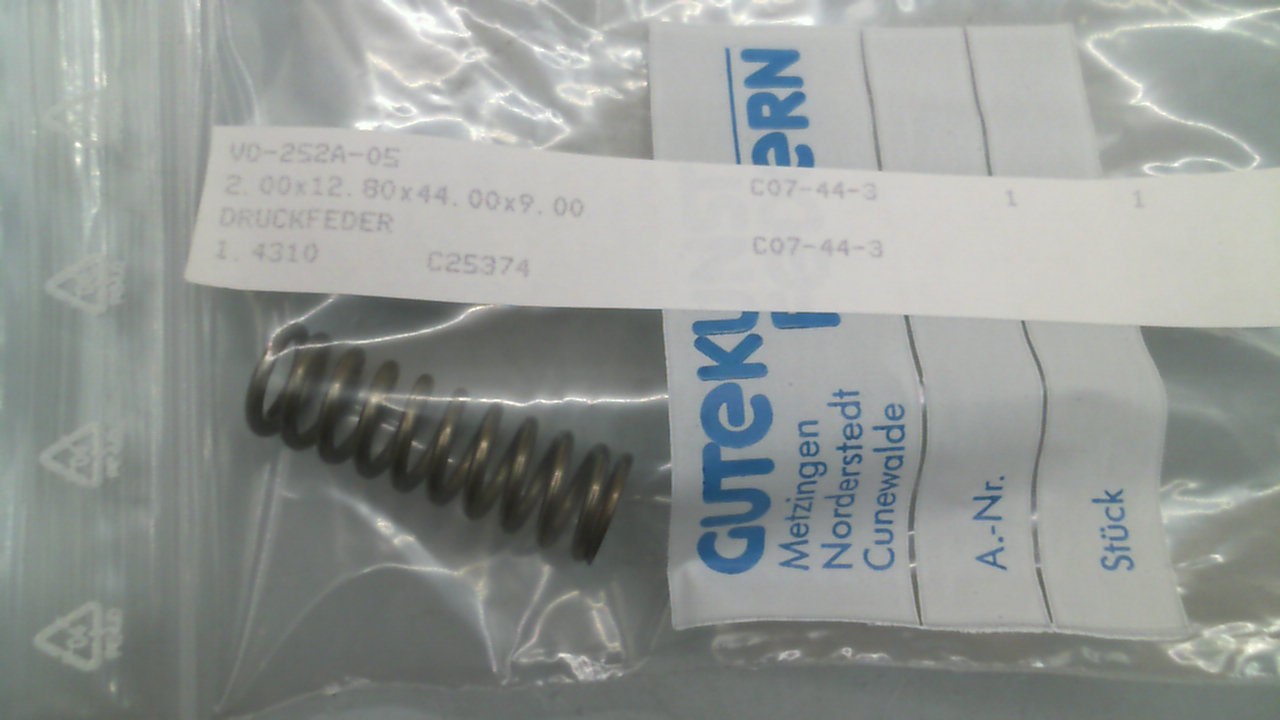 VD-252A-05
2.00x12.80x44.00x9.00
DRUCKFEDER
1.4310 C25374
C07-44-3 1 1
C07-44-3
Metzingen
Norderstedt
Cunewalde
A.-Nr.
Stück